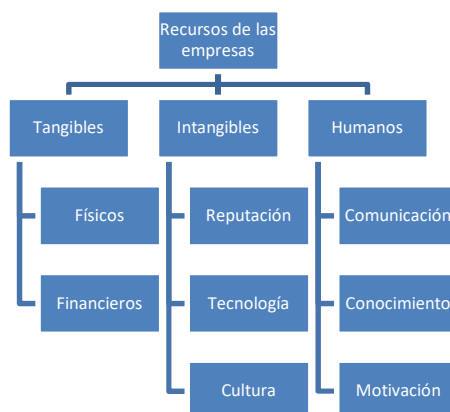 Recursos de las
empresas
Tangibles
Intangibles
Humanos
Físicos
Reputación
Comunicación
Financieros
Tecnología
Conocimiento
Cultura
Motivación